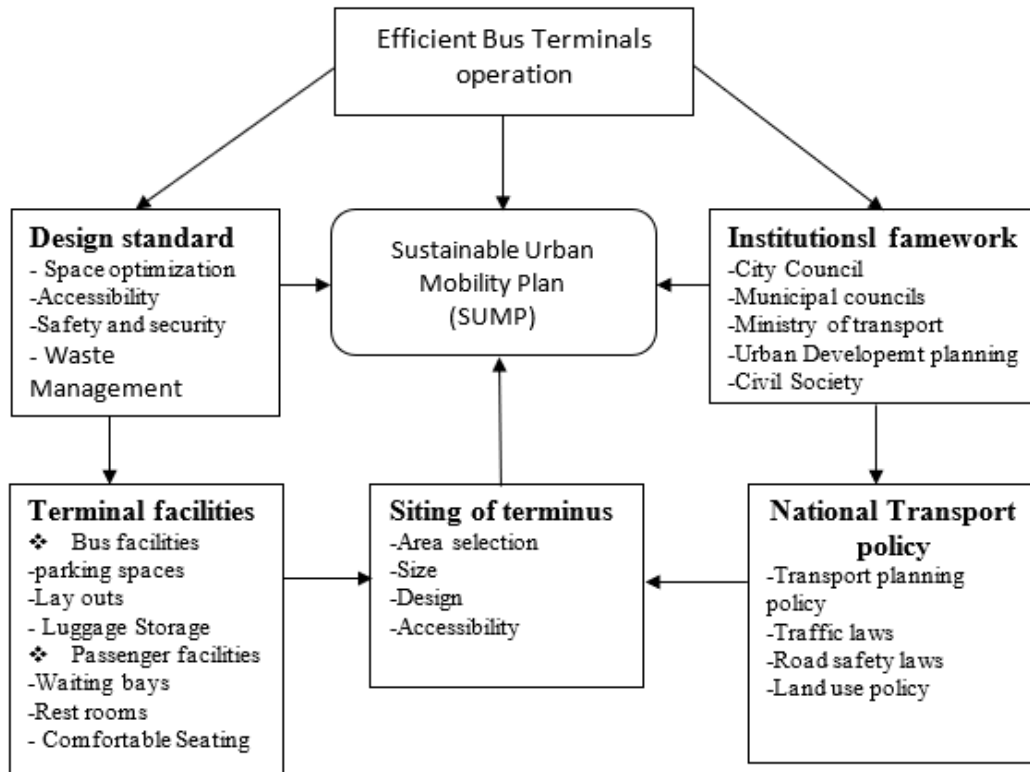 Efficient Bus Terminals
operation
Design standard
- Space optimization
-Accessibility
-Safety and security
- Waste
Management
Sustainable Urban
Mobility Plan
(SUMP)
Institutionsl famework
-City Council
-Municipal councils
-Ministry of transport
-Urban Developemt planning
-Civil Society
Terminal facilities
❖ Bus facilities
-parking spaces
-Lay outs
- Luggage Storage
❖ Passenger facilities
-Waiting bays
-Rest rooms
- Comfortable Seating
Siting of terminus
-Area selection
-Size
-Design
-Accessibility
National Transport
policy
-Transport planning
policy
-Traffic laws
-Road safety laws
-Land use policy